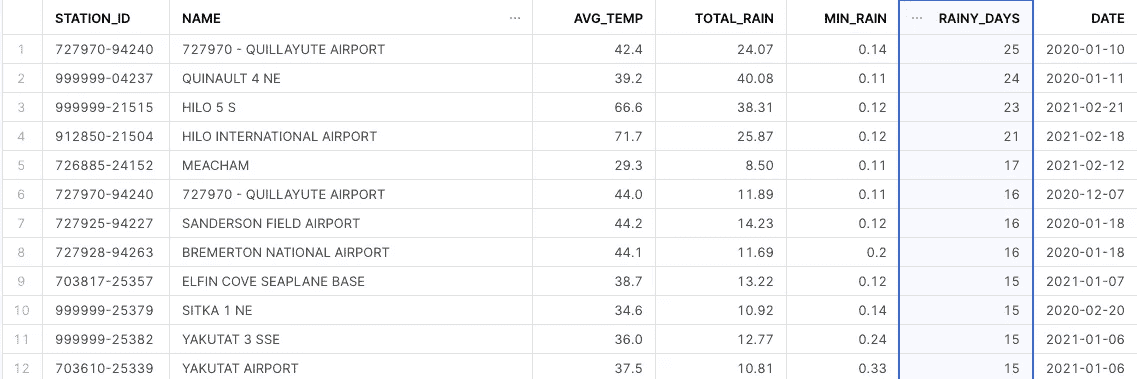 STATION_ID NAME ... AVG_TEMP TOTAL_RAIN MIN_RAIN ... RAINY_DAYS DATE
1 727970-94240 727970 - QUILLAYUTE AIRPORT 42.4 24.07 0.14 25 2020-01-10
2 999999-04237 QUINAULT 4 NE 39.2 40.08 0.11 24 2020-01-11
3 999999-21515 HILO 5 S 66.6 38.31 0.12 23 2021-02-21
4 912850-21504 HILO INTERNATIONAL AIRPORT 71.7 25.87 0.12 21 2021-02-18
5 726885-24152 MEACHAM 29.3 8.50 0.11 17 2021-02-12
6 727970-94240 727970 - QUILLAYUTE AIRPORT 44.0 11.89 0.11 16 2020-12-07
7 727925-94227 SANDERSON FIELD AIRPORT 44.2 14.23 0.12 16 2020-01-18
8 727928-94263 BREMERTON NATIONAL AIRPORT 44.1 11.69 0.2 16 2020-01-18
9 703817-25357 ELFIN COVE SEAPLANE BASE 38.7 13.22 0.12 15 2021-01-07
10 999999-25379 SITKA 1 NE 34.6 10.92 0.14 15 2020-02-20
11 999999-25382 YAKUTAT 3 SSE 36.0 12.77 0.24 15 2021-01-06
12 703610-25339 YAKUTAT AIRPORT 37.5 10.81 0.33 15 2021-01-06